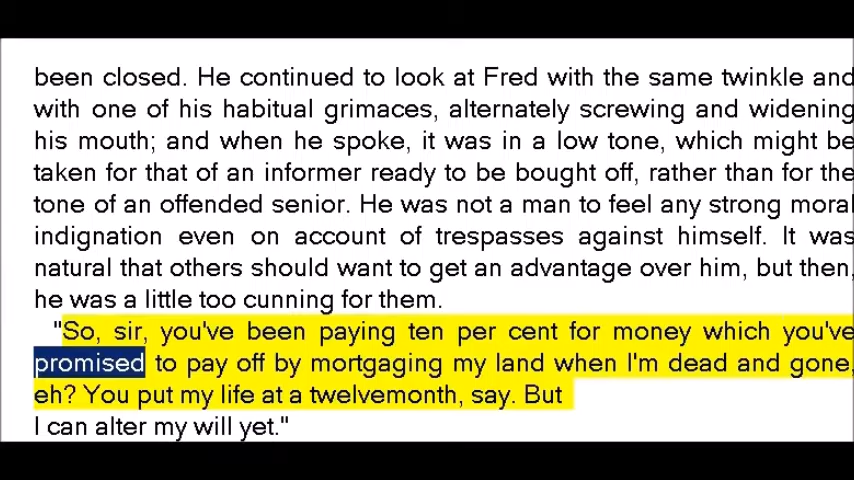 been closed. He continued to look at Fred with the same twinkle and
with one of his habitual grimaces, alternately screwing and widening
his mouth; and when he spoke, it was in a low tone, which might be
taken for that of an informer ready to be bought off, rather than for the
tone of an offended senior. He was not a man to feel any strong moral
indignation even on account of trespasses against himself. It was
natural that others should want to get an advantage over him, but then,
he was a little too cunning for them.
"So, sir, you've been paying ten per cent for money which you've
promised to pay off by mortgaging my land when I'm dead and gone,
eh? You put my life at a twelvemonth, say. But
I can alter my will yet."